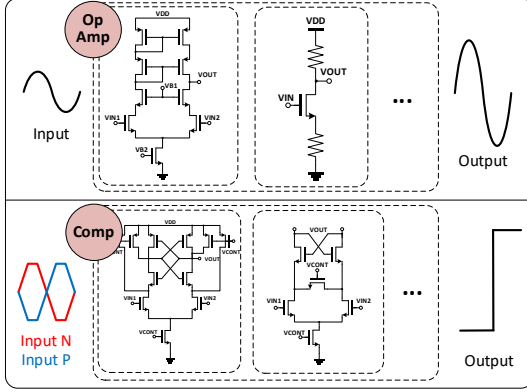 Op
Amp
VDD
VOUT
VB1
VIN1
VIN2
VB2
VDD
VOUT
VIN
...
Input
Output
Comp
VDD
VOUT
VCONT
VIN1
VIN2
VCONT
VOUT
VCONT
VIN1
VIN2
VCONT
...
Input N
Input P
Output